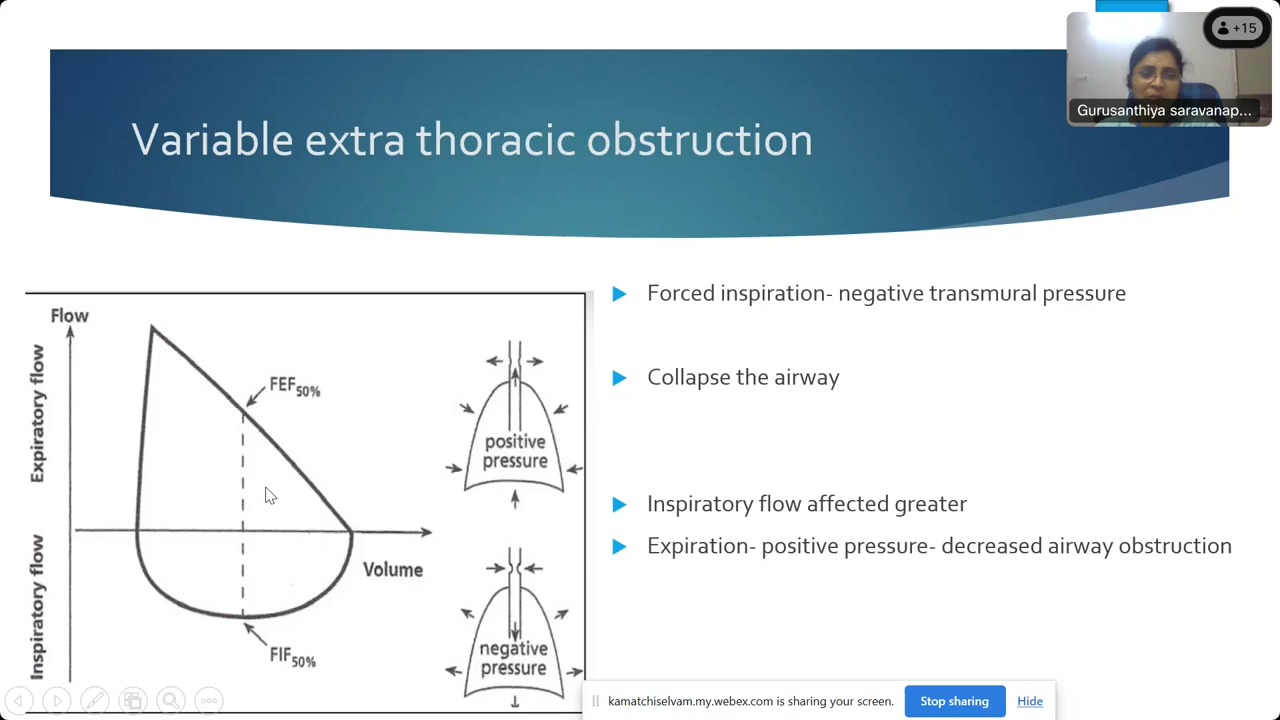 +15
Gurusanthiya saravanap...
Variable extra thoracic obstruction
Forced inspiration- negative transmural pressure
Collapse the airway
Inspiratory flow affected greater
Expiration- positive pressure- decreased airway obstruction
Flow
Expiratory flow
FEF50%
Inspiratory flow
Volume
FIF50%
positive
pressure
negative
pressure
kamatchiselvam.my.webex.com is sharing your screen.
Stop sharing
Hide